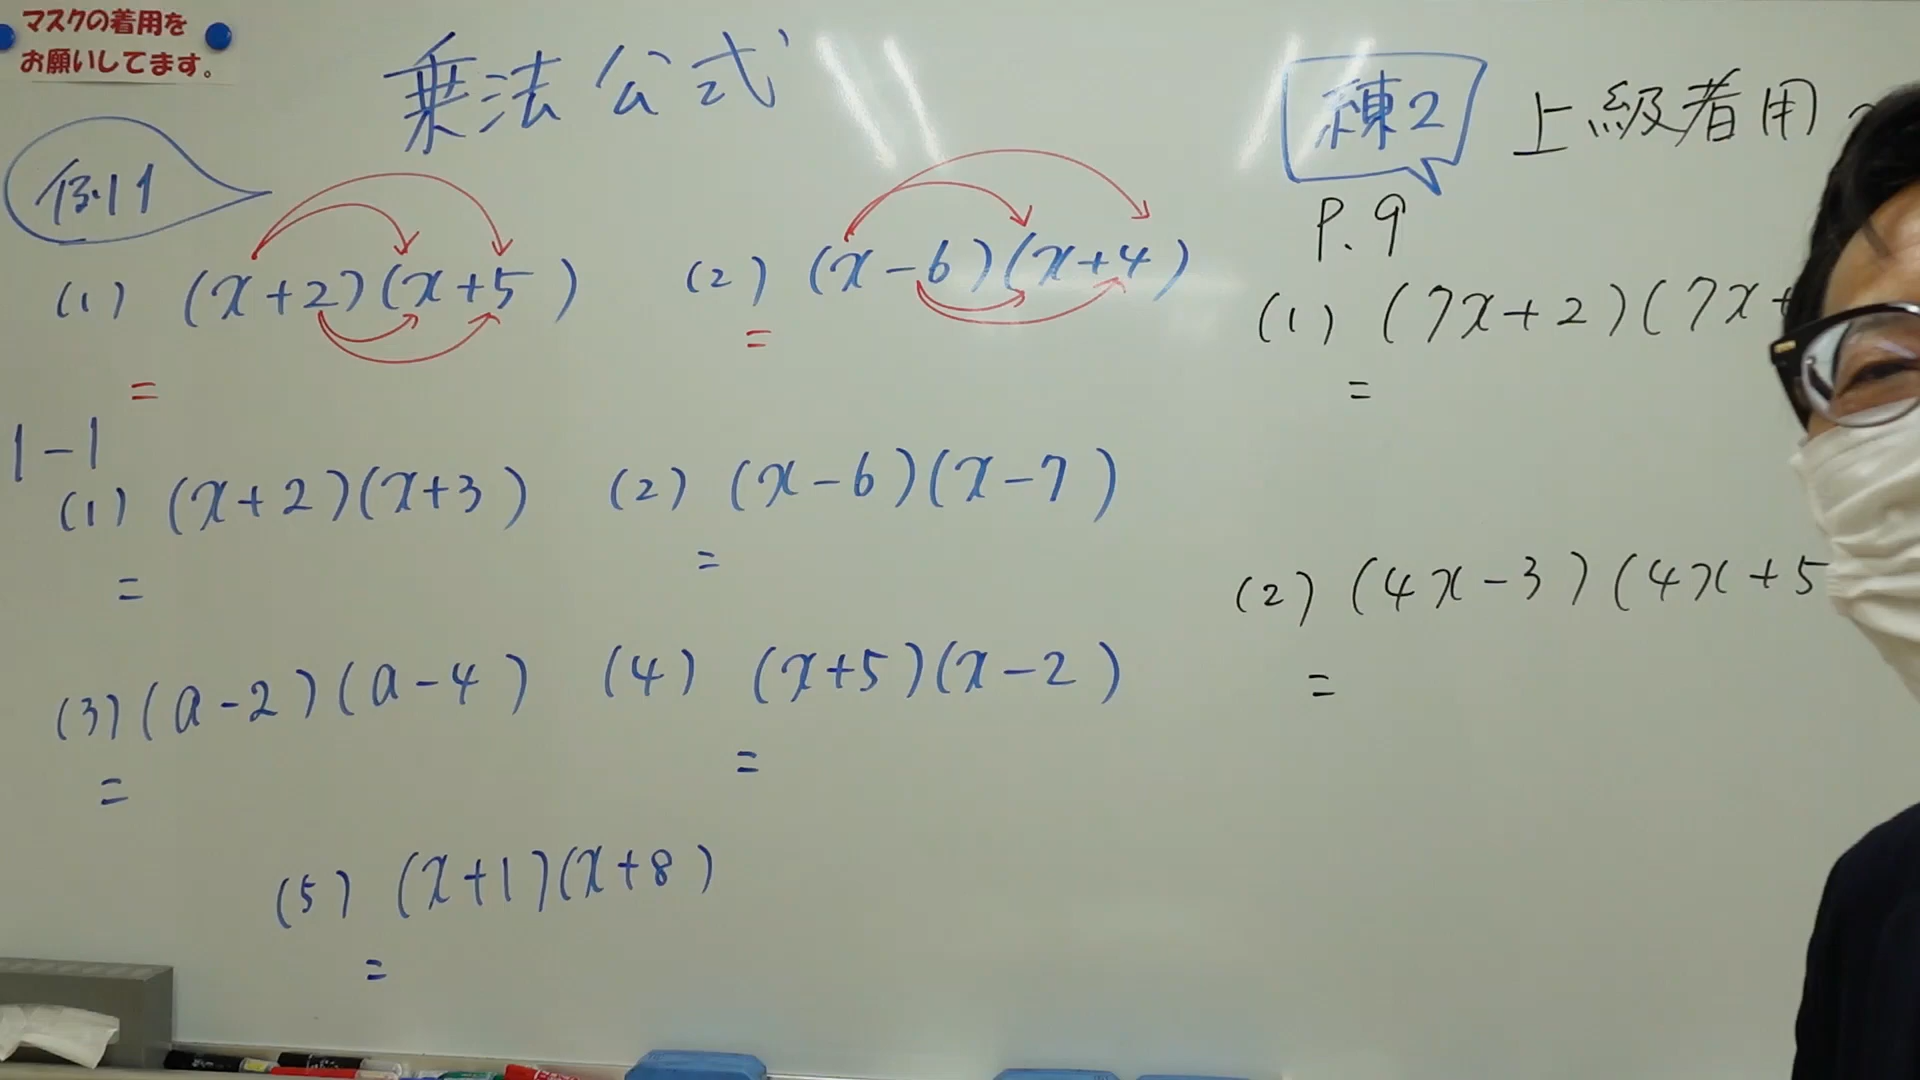 マスクの着用を
お願いしてます。
乗法公式
例1
(1) (x+2)(x+5)
=
(2) (x-6)(x+4)
=
1-1
(1) (x+2)(x+3)
=
(2) (x-6)(x-7)
=
(3) (a-2)(a-4)
=
(4) (x+5)(x-2)
=
(5) (x+1)(x+8)
=
練2 上級者用
P.9
(1) (7x+2)(7x+
=
(2) (4x-3)(4x+5
=